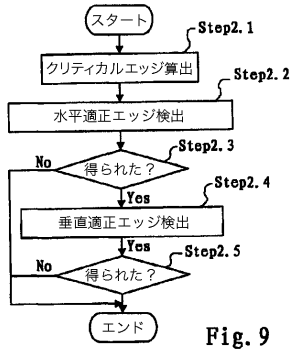 スタート
Step2.1
クリティカルエッジ算出
Step2.2
水平適正エッジ検出
Step2.3
得られた？
No
Yes
Step2.4
垂直適正エッジ検出
Yes
Step2.5
No
得られた？
エンド
Fig. 9